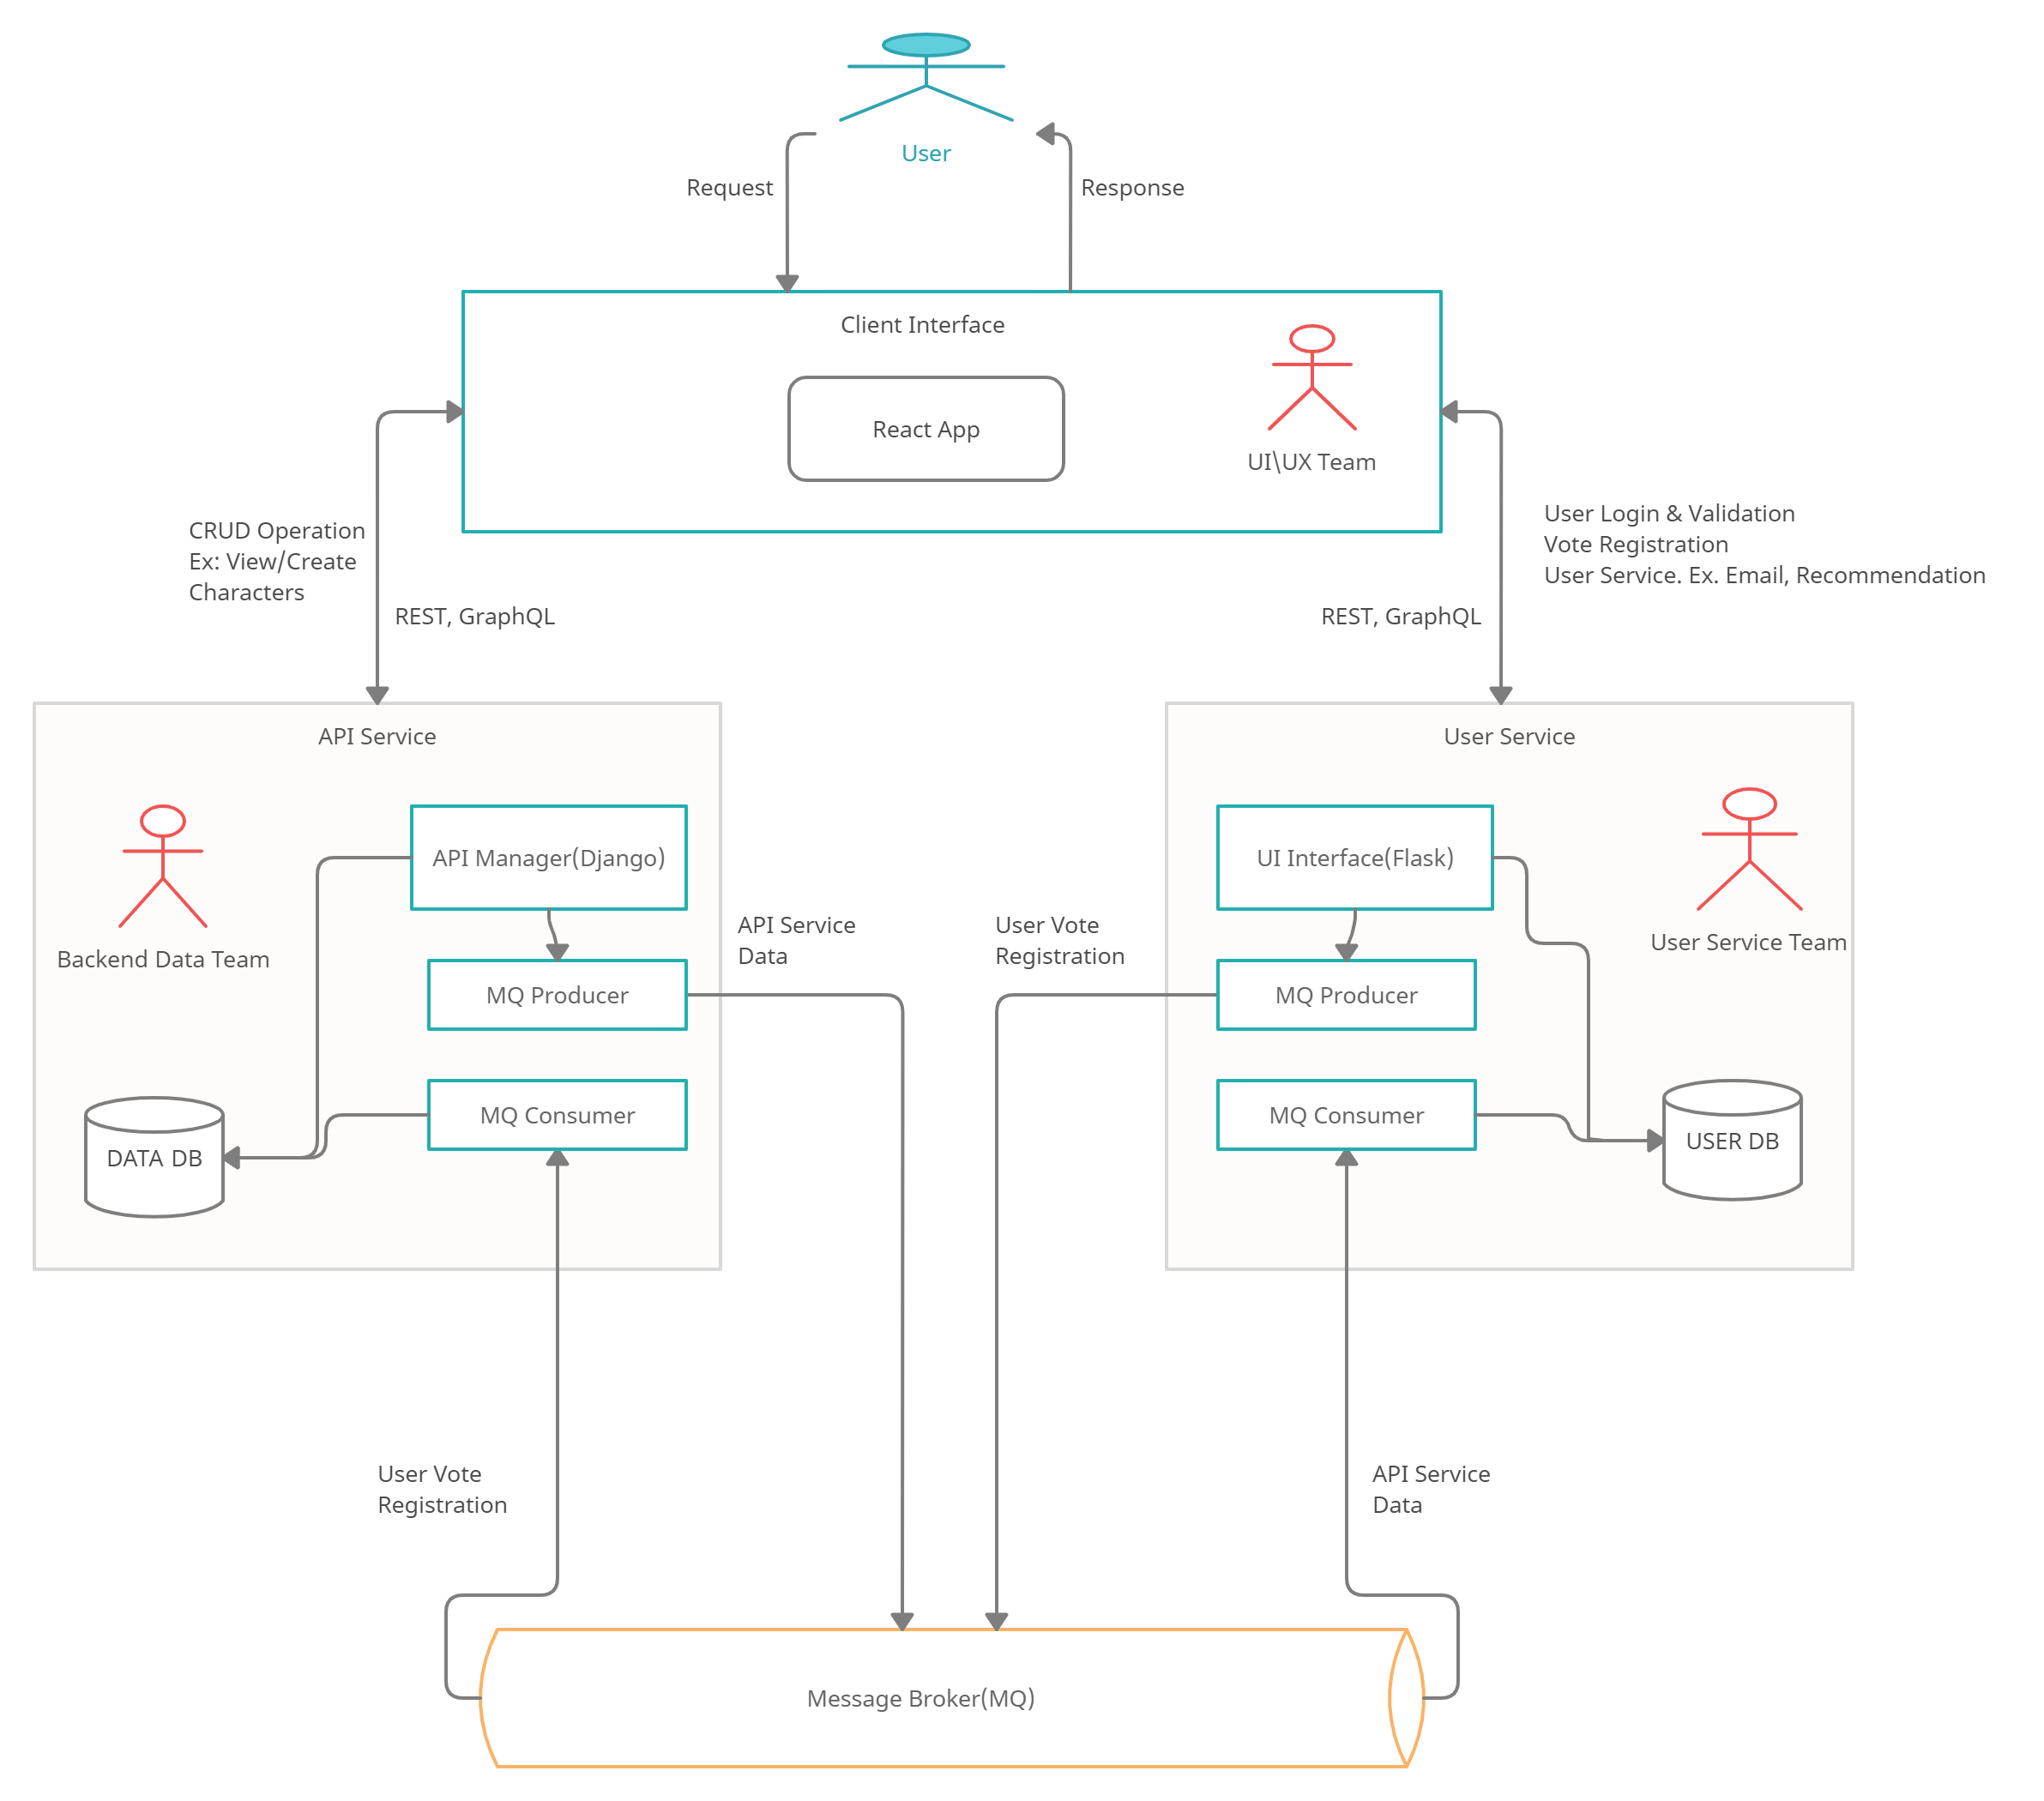 User
Request
Response
Client Interface
React App
UI\UX Team
CRUD Operation
Ex: View/Create
Characters
REST, GraphQL
User Login & Validation
Vote Registration
User Service. Ex. Email, Recommendation
REST, GraphQL
API Service
Backend Data Team
API Manager(Django)
MQ Producer
MQ Consumer
DATA DB
API Service
Data
User Vote
Registration
User Service
UI Interface(Flask)
User Service Team
MQ Producer
MQ Consumer
USER DB
User Vote
Registration
API Service
Data
Message Broker(MQ)